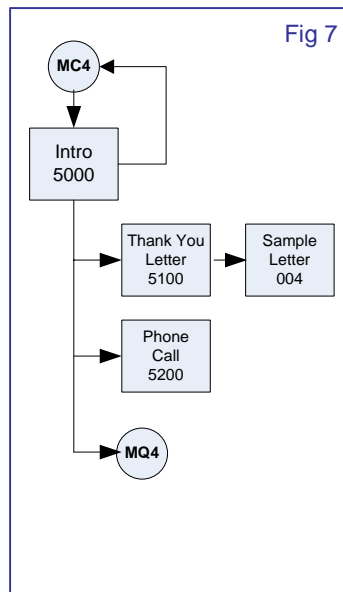 Fig 7
MC4
Intro
5000
Thank You
Letter
5100
Sample
Letter
004
Phone
Call
5200
MQ4